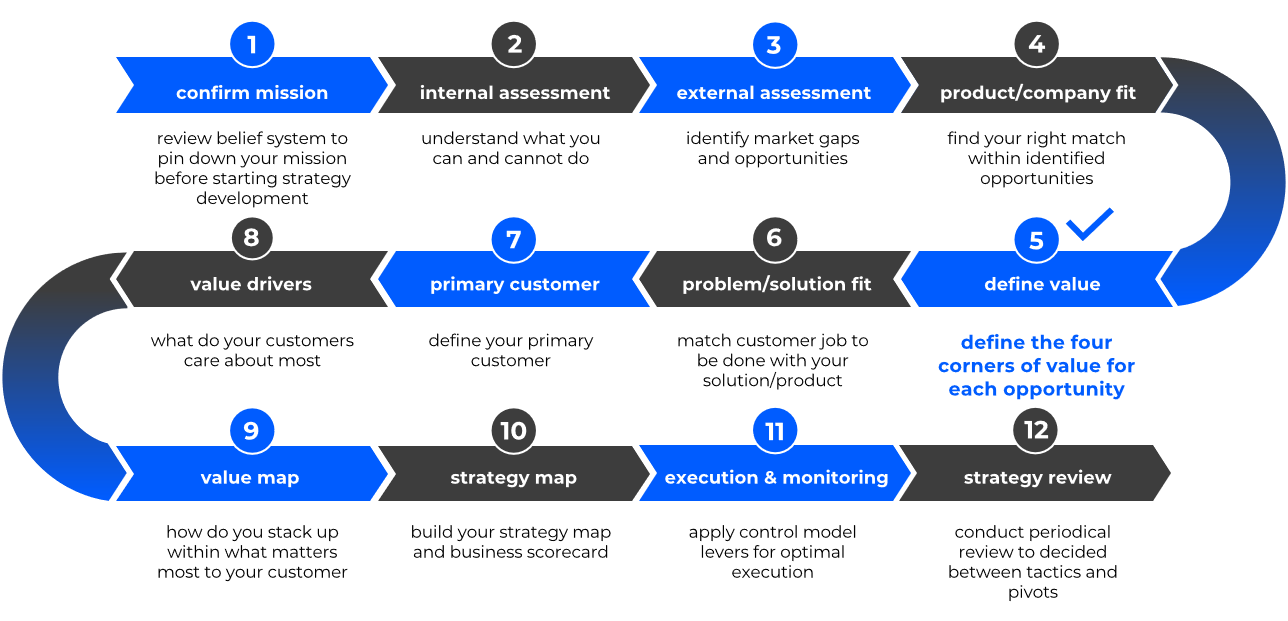 1
confirm mission
review belief system to
pin down your mission
before starting strategy
development
2
internal assessment
understand what you
can and cannot do
3
external assessment
identify market gaps
and opportunities
4
product/company fit
find your right match
within identified
opportunities
5
define value
define the four
corners of value for
each opportunity
6
problem/solution fit
match customer job to
be done with your
solution/product
7
primary customer
define your primary
customer
8
value drivers
what do your customers
care about most
9
value map
how do you stack up
within what matters
most to your customer
10
strategy map
build your strategy map
and business scorecard
11
execution & monitoring
apply control model
levers for optimal
execution
12
strategy review
conduct periodical
review to decided
between tactics and
pivots